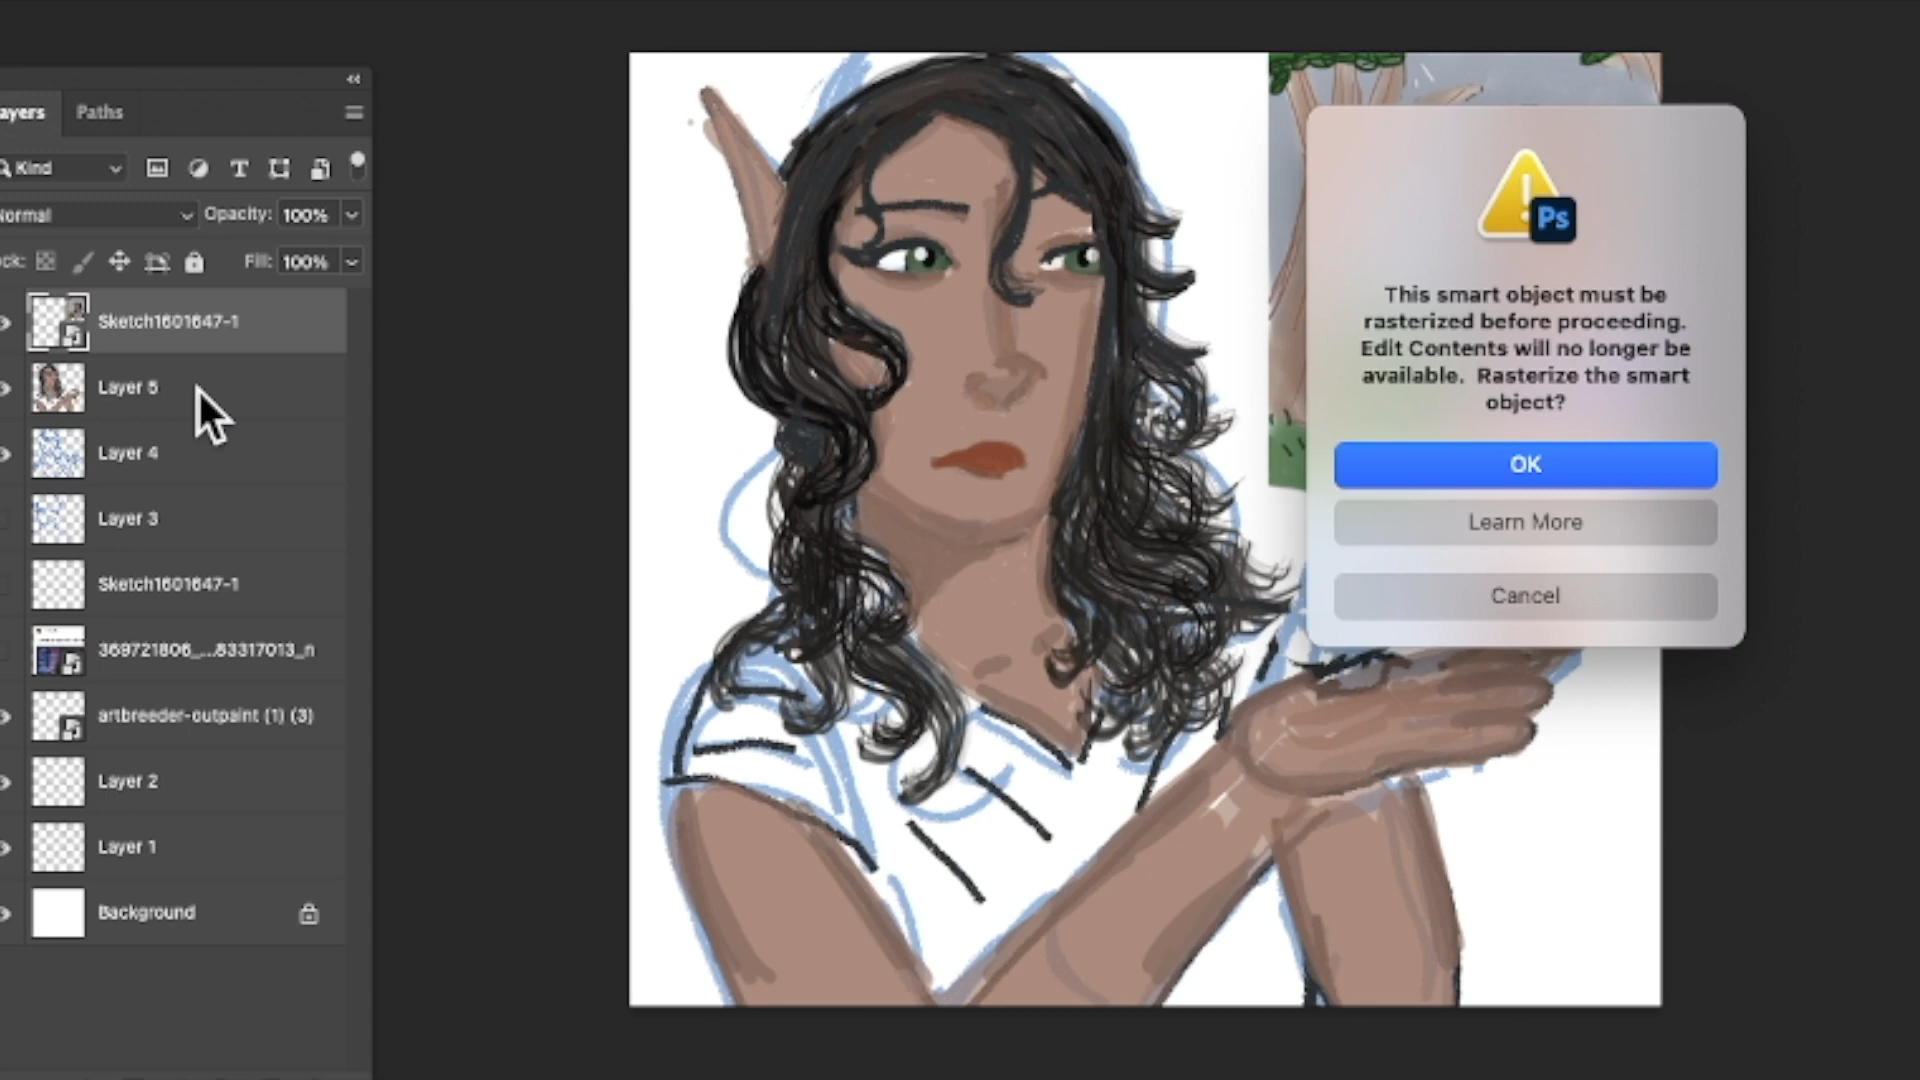 ayers Paths
Kind
Normal Opacity: 100%
ck: Fill: 100%
Sketch1601647-1
Layer 5
Layer 4
Layer 3
Sketch1601647-1
369721806_...83317013_n
artbreeder-outpaint (1) (3)
Layer 2
Layer 1
Background
Ps
This smart object must be
rasterized before proceeding.
Edit Contents will no longer be
available. Rasterize the smart
object?
OK
Learn More
Cancel